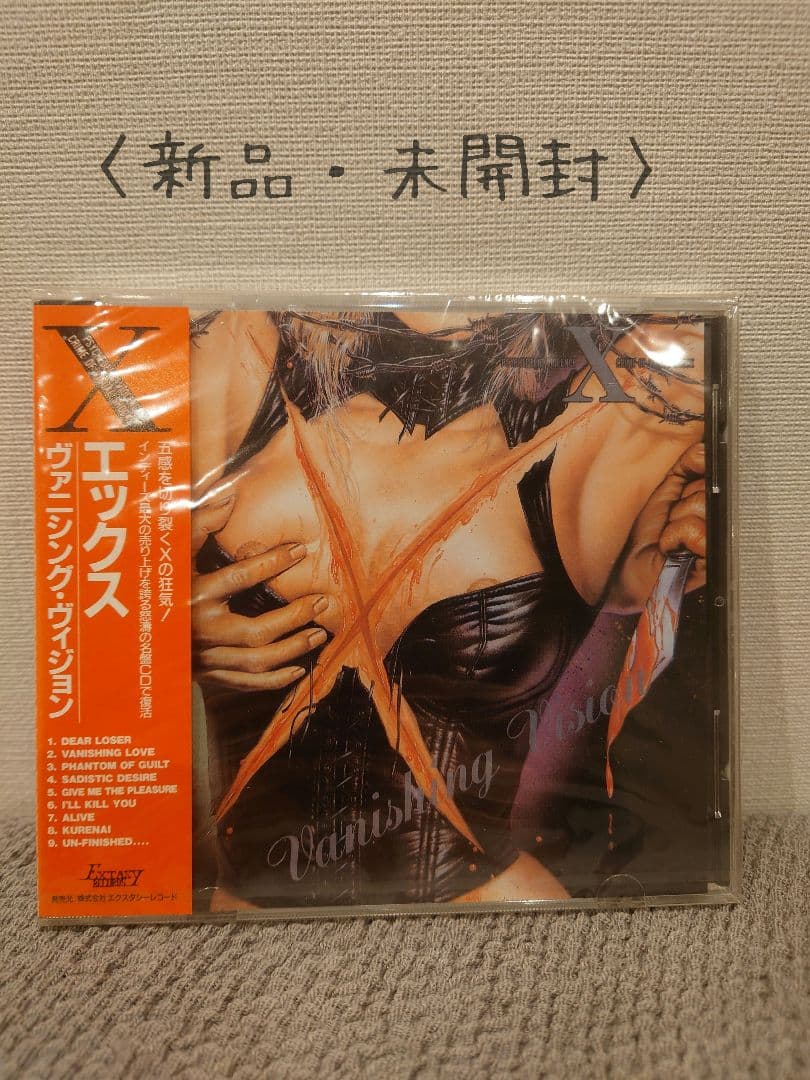 〈新品・未開封〉
X
エックス
ヴァニシング・ヴィジョン
五感を切り裂くXの狂気!
インディーズ最大の売り上げを誇る怒濤の名盤CDで復活
1. DEAR LOSER
2. VANISHING LOVE
3. PHANTOM OF GUILT
4. SADISTIC DESIRE
5. GIVE ME THE PLEASURE
6. I'LL KILL YOU
7. ALIVE
8. KURENAI
9. UN-FINISHED....
EXTASY
RECORDS
発売元:株式会社エクスタシーレコード
X
Vanishing Vision